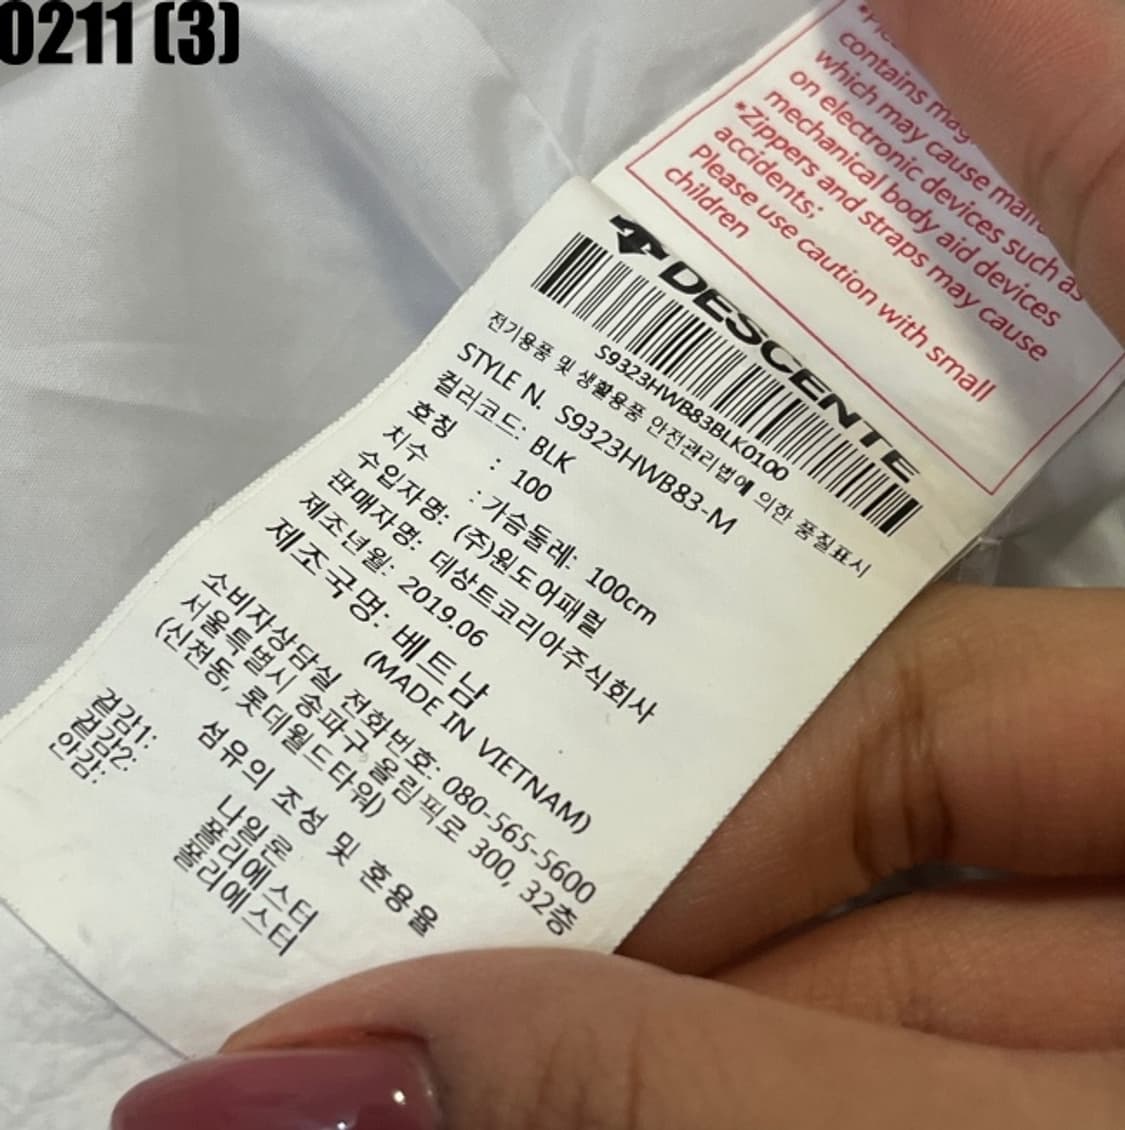 0211 (3)
contains
which may cause
on electronic devices such as
mechanical body aid devices
*Zippers and straps may cause
accidents;
Please use caution with small
children
DESCENTE
S9323HWB83BLK0100
전기용품 및 생활용품 안전관리법에 의한 품질표시
STYLE N. S9323HWB83-M
컬러코드: BLK
호칭 : 100
치수 : 가슴둘레: 100cm
수입자명: (주)원도어패럴
판매자명: 데상트코리아주식회사
제조년월: 2019.06
제조국명: 베트남
(MADE IN VIETNAM)
소비자상담실 전화번호: 080-565-5600
서울특별시 송파구 올림픽로 300, 32층
(신천동, 롯데월드타워)
섬유의 조성 및 혼용율
겉감1: 나일론
겉감2: 폴리에스터
안감: 폴리에스터